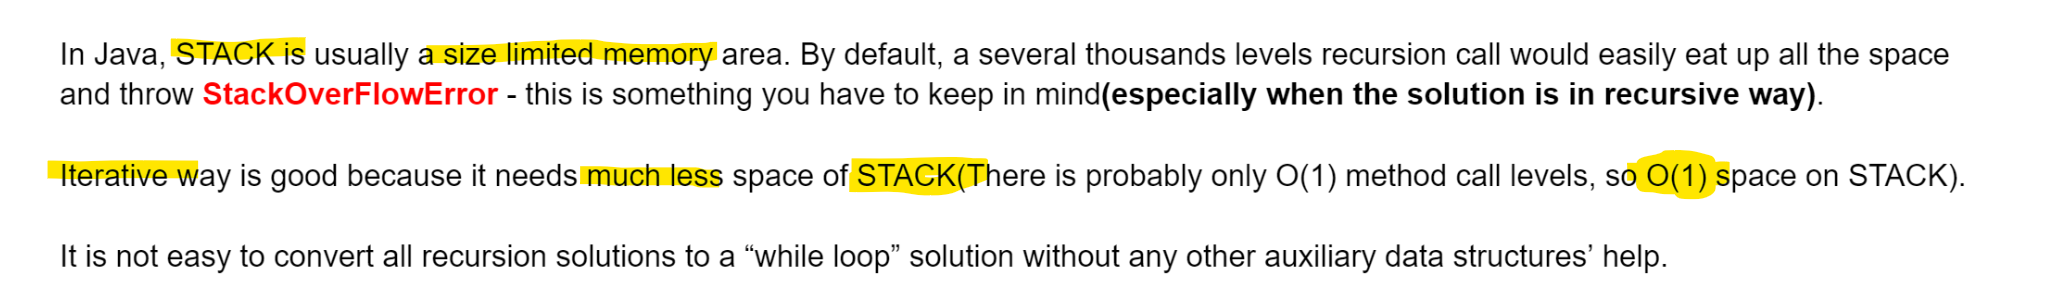 In Java, STACK is usually a size limited memory area. By default, a several thousands levels recursion call would easily eat up all the space
and throw StackOverFlowError - this is something you have to keep in mind(especially when the solution is in recursive way).
Iterative way is good because it needs much less space of STACK(There is probably only O(1) method call levels, so O(1) space on STACK).
It is not easy to convert all recursion solutions to a “while loop” solution without any other auxiliary data structures’ help.